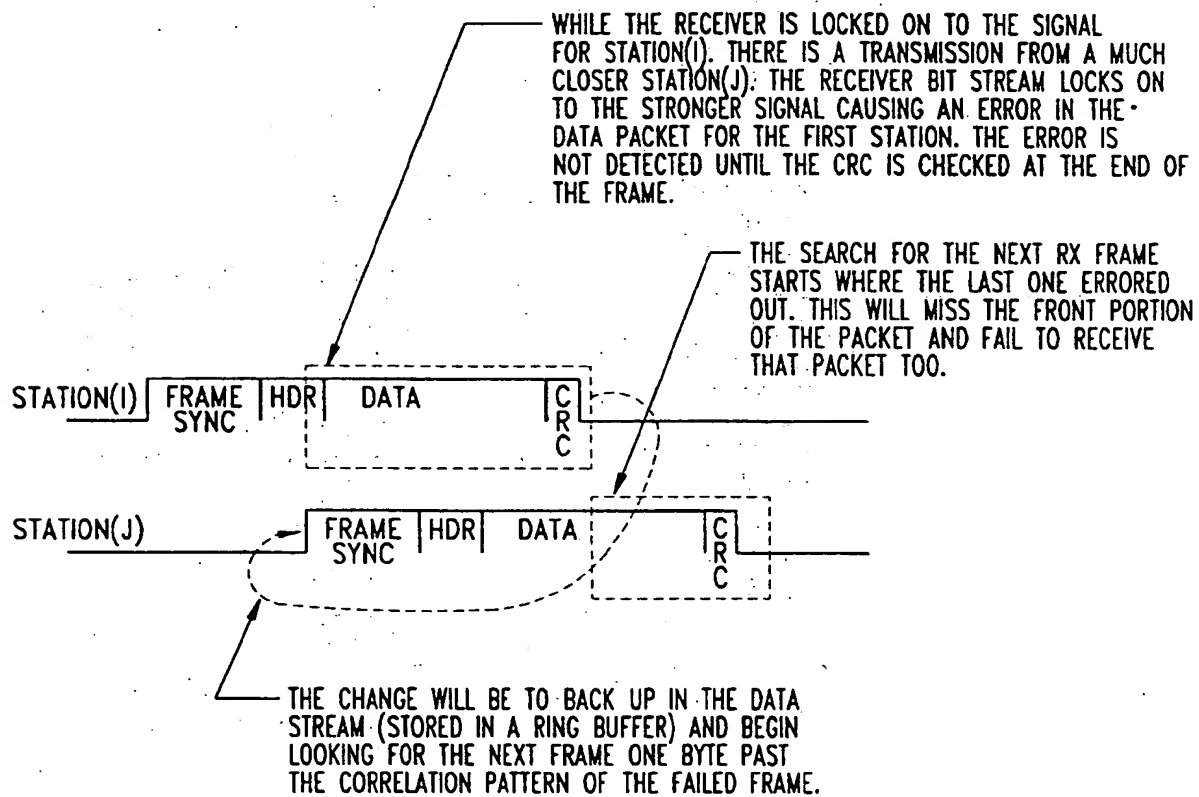 WHILE THE RECEIVER IS LOCKED ON TO THE SIGNAL
FOR STATION(I). THERE IS A TRANSMISSION FROM A MUCH
CLOSER STATION(J). THE RECEIVER BIT STREAM LOCKS ON
TO THE STRONGER SIGNAL CAUSING AN ERROR IN THE
DATA PACKET FOR THE FIRST STATION. THE ERROR IS
NOT DETECTED UNTIL THE CRC IS CHECKED AT THE END OF
THE FRAME.
THE SEARCH FOR THE NEXT RX FRAME
STARTS WHERE THE LAST ONE ERRORED
OUT. THIS WILL MISS THE FRONT PORTION
OF THE PACKET AND FAIL TO RECEIVE
THAT PACKET TOO.
STATION(I)
FRAME
SYNC
HDR
DATA
C
R
C
STATION(J)
FRAME
SYNC
HDR
DATA
C
R
C
THE CHANGE WILL BE TO BACK UP IN THE DATA
STREAM (STORED IN A RING BUFFER) AND BEGIN
LOOKING FOR THE NEXT FRAME ONE BYTE PAST
THE CORRELATION PATTERN OF THE FAILED FRAME.